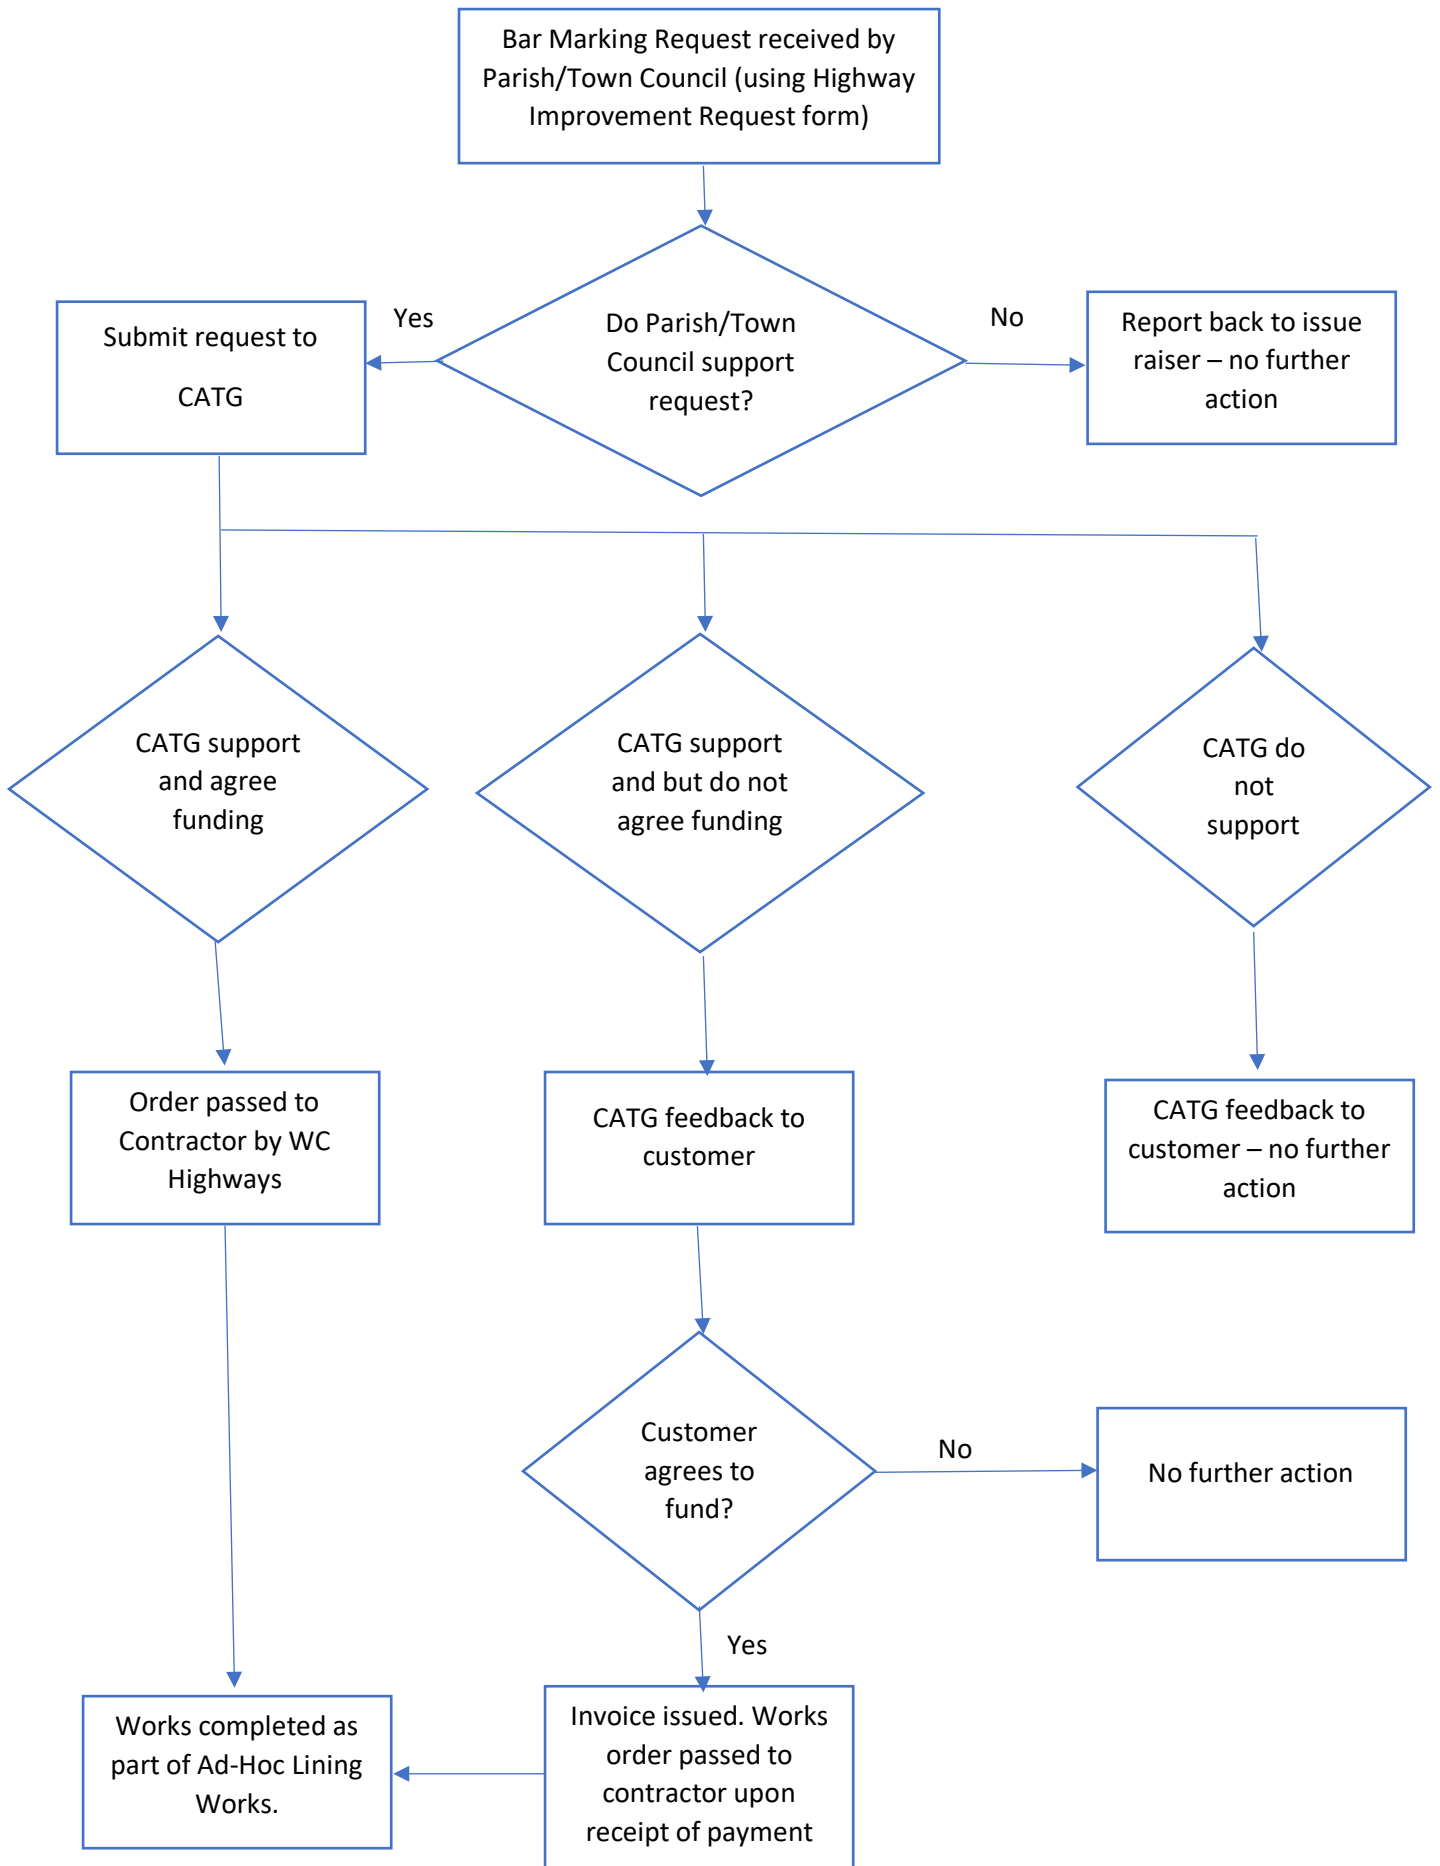 Bar Marking Request received by
Parish/Town Council (using Highway
Improvement Request form)
Yes
No
Submit request to
CATG
Do Parish/Town
Council support
request?
Report back to issue
raiser – no further
action
CATG support
and agree
funding
CATG support
and but do not
agree funding
CATG do
not
support
Order passed to
Contractor by WC
Highways
CATG feedback to
customer
CATG feedback to
customer – no further
action
Customer
agrees to
fund?
No
No further action
Yes
Works completed as
part of Ad-Hoc Lining
Works.
Invoice issued. Works
order passed to
contractor upon
receipt of payment